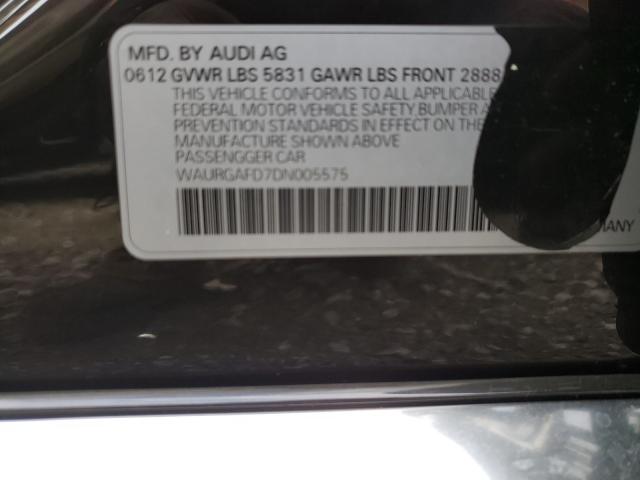 MFD. BY AUDI AG
0612 GVWR LBS 5831 GAWR LBS FRONT 2888
THIS VEHICLE CONFORMS TO ALL APPLICABLE
FEDERAL MOTOR VEHICLE SAFETY, BUMPER A
PREVENTION STANDARDS IN EFFECT ON THE
MANUFACTURE SHOWN ABOVE
PASSENGGER CAR
WAURGAFD7DN005575
MANY